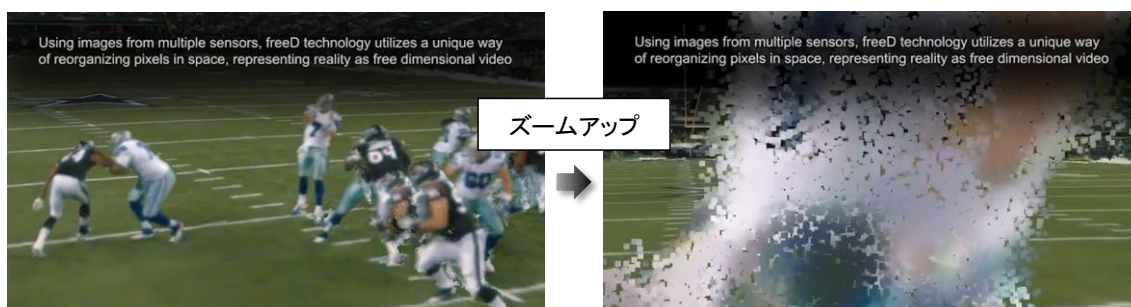 Using images from multiple sensors, freeD technology utilizes a unique way
of reorganizing pixels in space, representing reality as free dimensional video
ズームアップ
Using images from multiple sensors, freeD technology utilizes a unique way
of reorganizing pixels in space, representing reality as free dimensional video
7